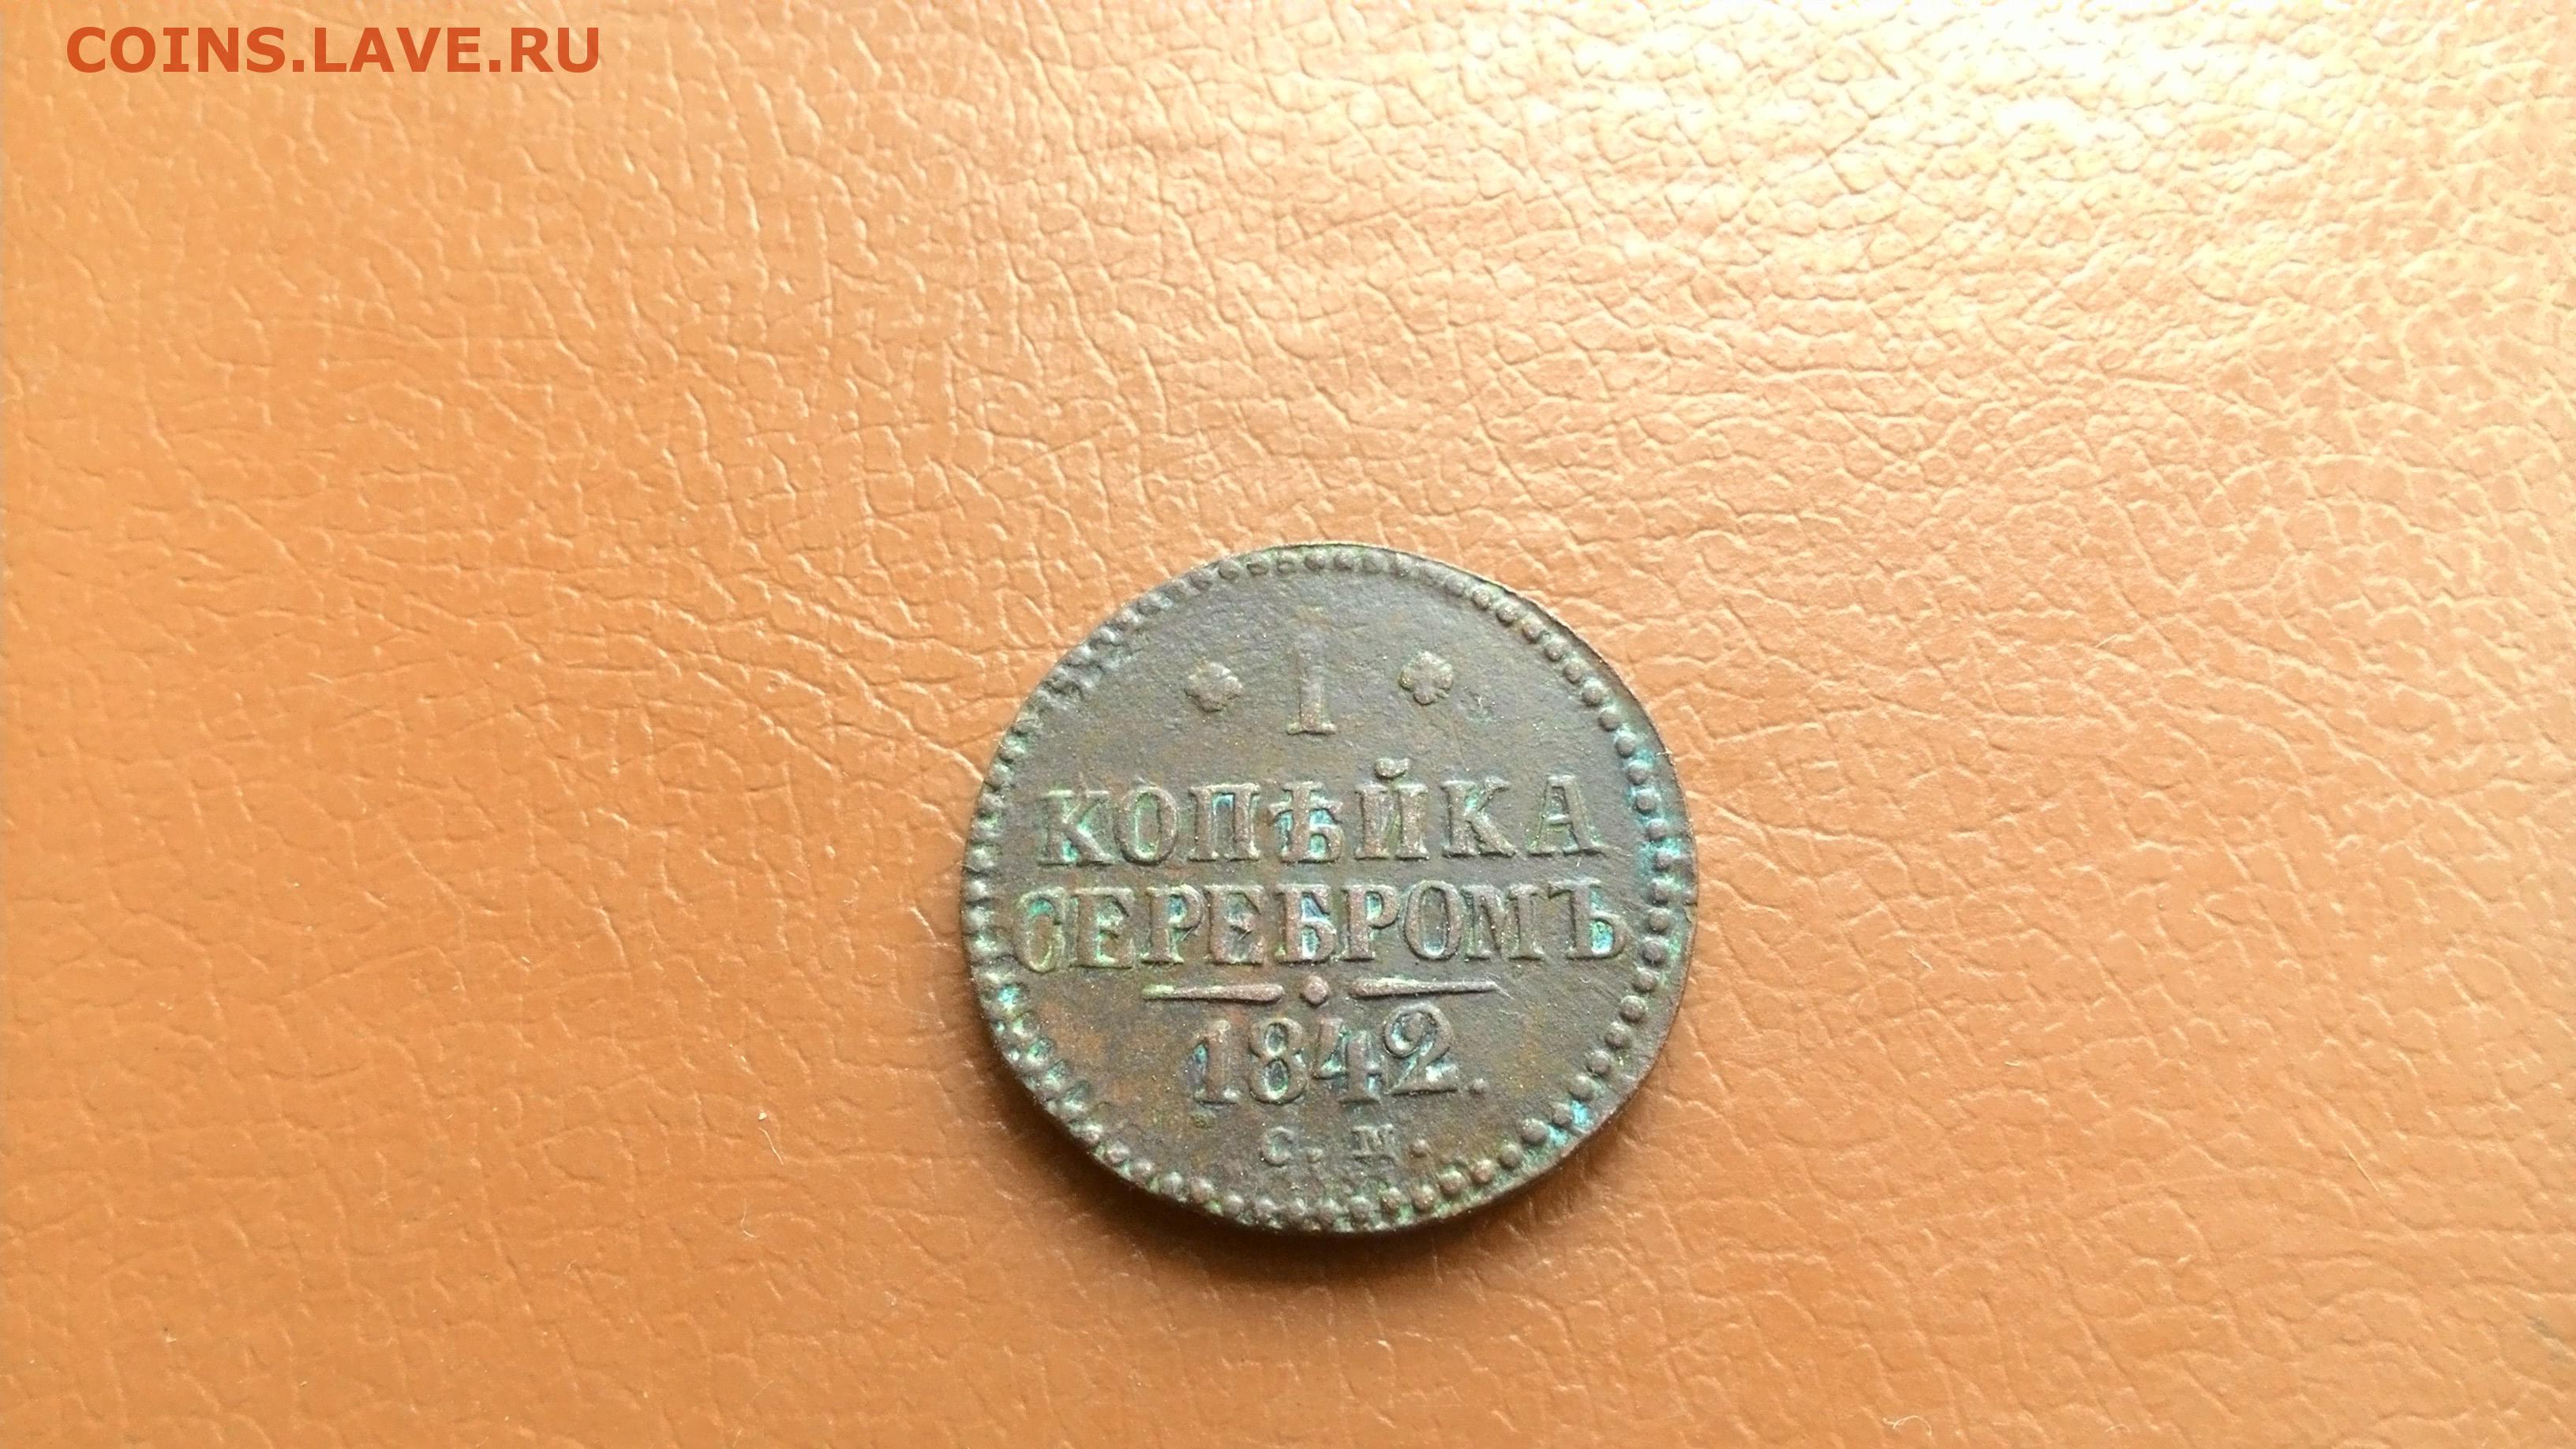 COINS.LAVE.RU
1
КОПѢЙКА
СЕРЕБРОМЪ
1842.
С. М.